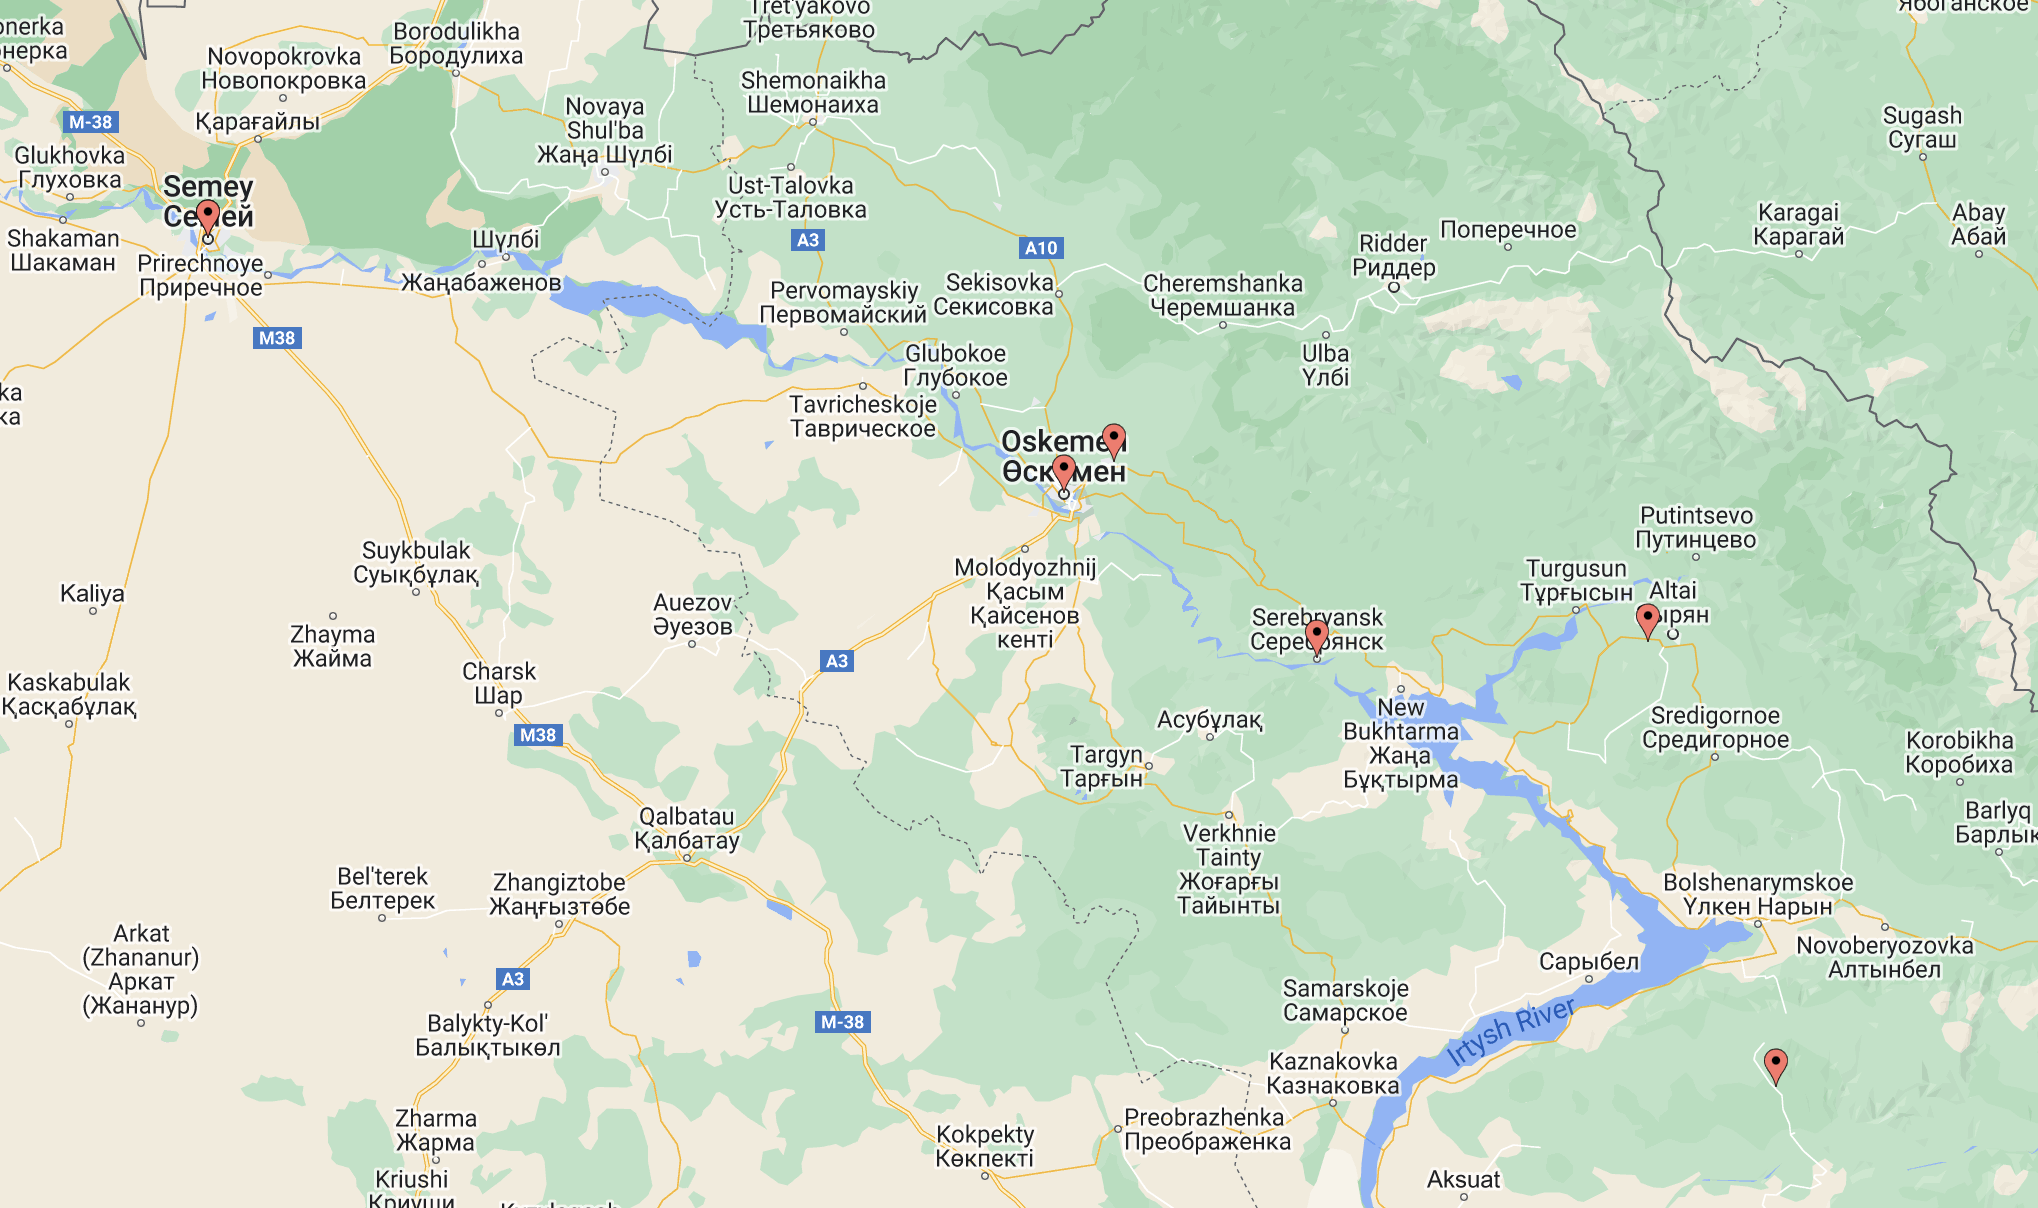 Tret'yakovo
Третьяково
Borodulikha
Бородулиха
Novopokrovka
Новопокровка
M-38
Қарағайлы
Glukhovka
Глуховка
Semey
Shakaman
Шакаман
Prirechnoye
Приречное
M38
Shemonaikha
Шемонаиха
Novaya
Shul'ba
Жаңа Шүлбі
Ust-Talovka
Усть-Таловка
Шүлбі
Жаңабаженов
A3
A10
Pervomayskiy
Первомайский
Sekisovka
Секисовка
Cheremshanka
Черемшанка
Ridder
Риддер
Поперечное
Sugash
Сугаш
Karagai
Карагай
Abay
Абай
Ulba
Үлбі
Glubokoe
Глубокое
Tavricheskoje
Таврическое
Oskemen
Өскемен
Molodyozhnij
Қасым
Қайсенов
кенті
Suykbulak
Суықбұлақ
Kaliya
Zhayma
Жайма
Auezov
Әуезов
Charsk
Шар
M38
Kaskabulak
Қасқабұлақ
A3
Putintsevo
Путинцево
Turgusun
Тұрғысын
Altai
Serebryansk
Серебрянск
Асубұлақ
Targyn
Тарғын
New
Bukhtarma
Жаңа
Бұқтырма
Sredigornoe
Средигорное
Korobikha
Коробиха
Barlyq
Барлық
Verkhnie
Tainty
Жоғарғы
Тайынты
Qalbatau
Қалбатау
Bel'terek
Белтерек
Zhangiztobe
Жаңғызтөбе
Arkat
(Zhananur)
Аркат
(Жананур)
A3
Balykty-Kol'
Балықтыкөл
M-38
Bolshenarymskoe
Үлкен Нарын
Novoberyozovka
Алтынбел
Сарыбел
Samarskoje
Самарское
Irtysh River
Kaznakovka
Казнаковка
Preobrazhenka
Преображенка
Zharma
Жарма
Kriushi
Криуши
Kokpekty
Көкпекті
Aksuat